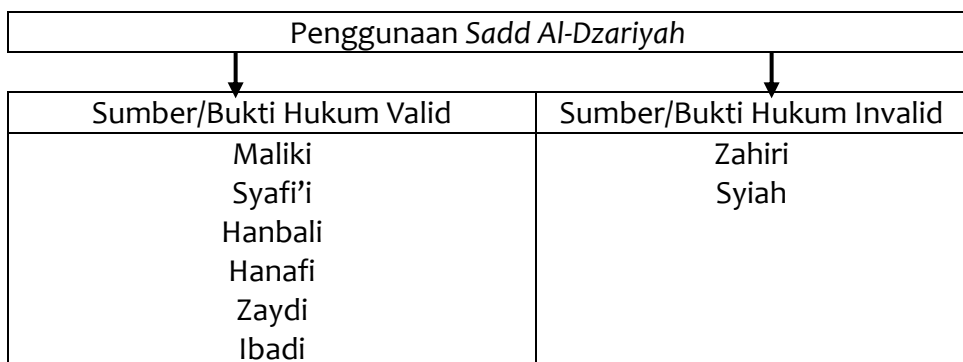 Penggunaan Sadd Al-Dzariyah
Sumber/Bukti Hukum Valid
Sumber/Bukti Hukum Invalid
Maliki
Zahiri
Syafi’i
Syiah
Hanbali
Hanafi
Zaydi
Ibadi